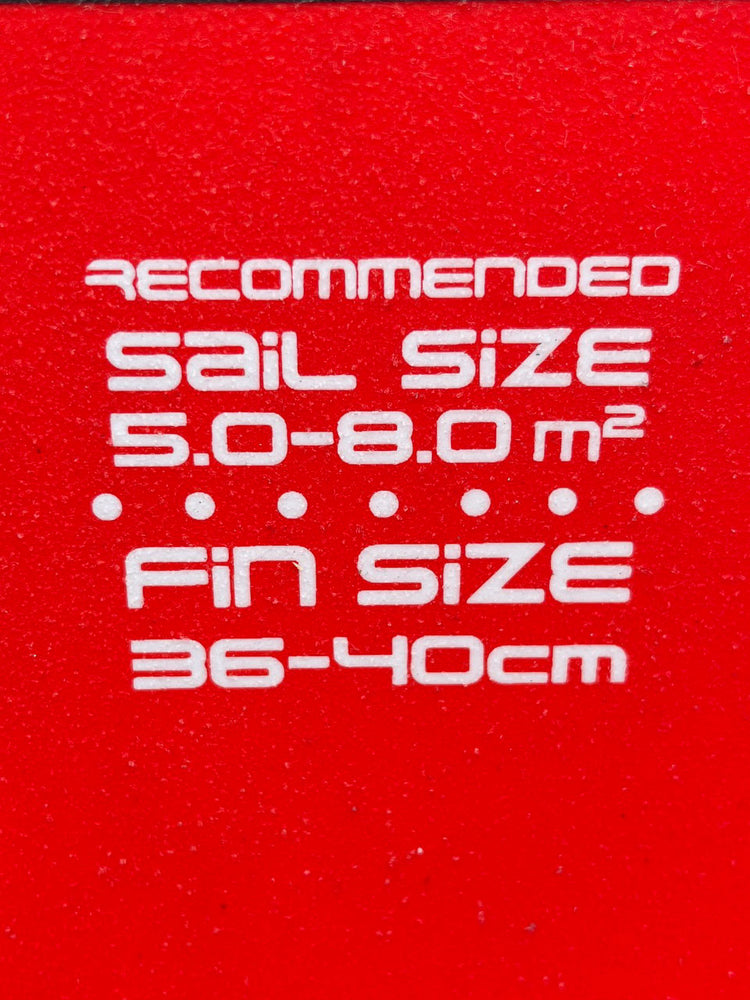 RECOMMENDED
SaiL SiZE
5.0-8.0 m²
Fin SiZE
36-40cm